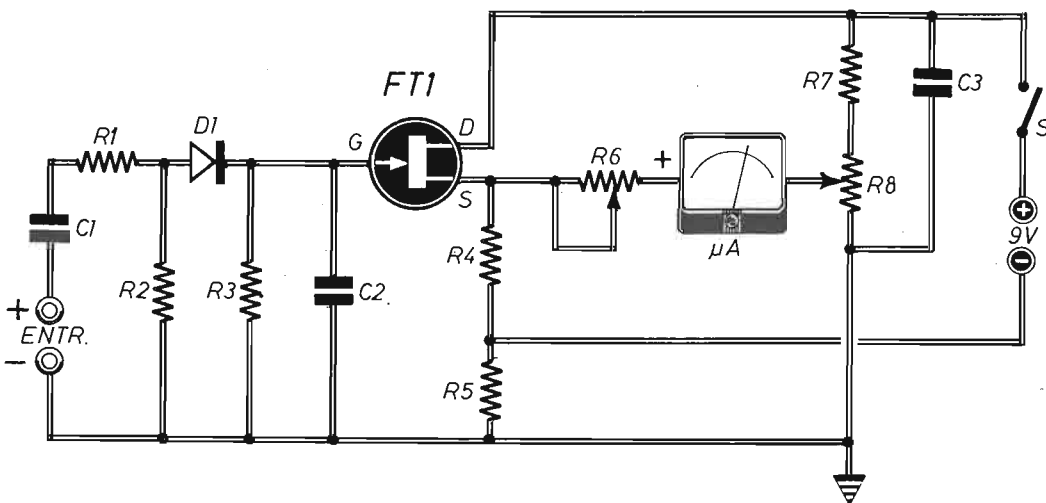 FT1
R7
C3
S
D1
R1
G
D
S
R6
+
R8
+
9V
−
C1
µA
R4
R2
R3
C2
+
ENTR.
−
R5